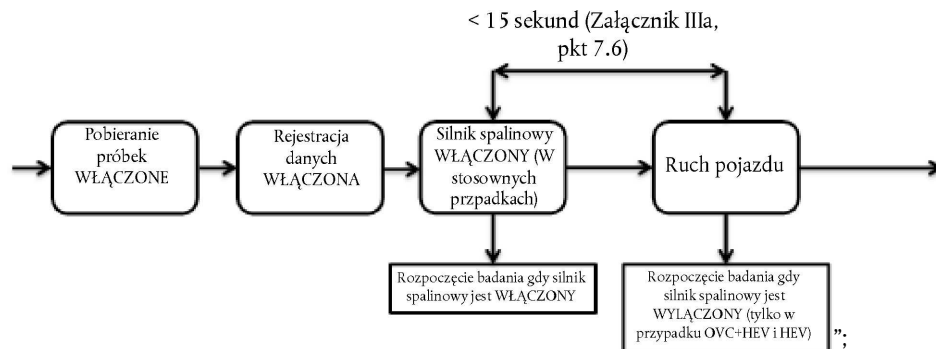 < 15 sekund (Załącznik IIIa,
pkt 7.6)
Pobieranie
próbek
WŁĄCZONE
Rejestracja
danych
WŁĄCZONA
Silnik spalinowy
WŁĄCZONY (W
stosownych
przpadkach)
Ruch pojazdu
Rozpoczęcie badania gdy silnik
spalinowy jest WŁĄCZONY
Rozpoczęcie badania gdy
silnik spalinowy jest
WYLĄCZONY (tylko w
przypadku OVC+HEV i HEV)
”;